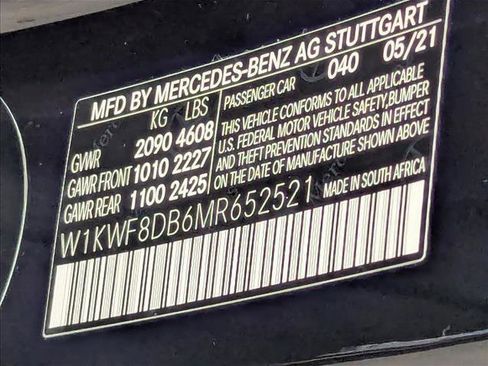 MFD BY MERCEDES-BENZ AG STUTTGART
KG LBS PASSENGER CAR 040 05/21
GVWR 2090 4608
GAWR FRONT 1010 2227
GAWR REAR 1100 2425
THIS VEHICLE CONFORMS TO ALL APPLICABLE
U.S. FEDERAL MOTOR VEHICLE SAFETY, BUMPER
AND THEFT PREVENTION STANDARDS IN EFFECT
ON THE DATE OF MANUFACTURE SHOWN ABOVE
W1KWF8DB6MR652521 MADE IN SOUTH AFRICA